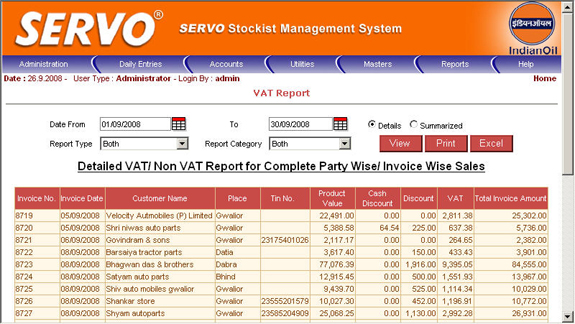 SERVO® SERVO Stockist Management System
इंडियनऑयल
IndianOil
Administration Daily Entries Accounts Utilities Masters Reports Help
Date : 26.9.2008 - User Type : Administrator - Login By : admin Home
VAT Report
Date From 01/09/2008 To 30/09/2008 Details Summarized
Report Type Both Report Category Both View Print Excel
Detailed VAT/ Non VAT Report for Complete Party Wise/ Invoice Wise Sales
Invoice No. Invoice Date Customer Name Place Tin No. Product Value Cash Discount Discount VAT Total Invoice Amount
8719 05/09/2008 Velocity Autmobiles (P) Limited Gwalior 22,491.00 0.00 0.00 2,811.38 25,302.00
8720 05/09/2008 Shri niwas auto parts Gwalior 5,388.58 64.54 225.00 637.38 5,736.00
8721 06/09/2008 Govindram & sons Gwalior 23175401026 2,117.17 0.00 0.00 264.65 2,382.00
8722 08/09/2008 Barsaiya tractor parts Datia 3,617.40 0.00 150.00 433.43 3,901.00
8723 08/09/2008 Bhagwan das & brothers Dabra 77,076.39 0.00 1,916.00 9,395.05 84,555.00
8724 08/09/2008 Satyam auto parts Bhind 12,915.45 0.00 500.00 1,551.93 13,967.00
8725 08/09/2008 Shiv auto mobiles gwalior Gwalior 9,439.70 0.00 525.00 1,114.34 10,029.00
8726 08/09/2008 Shankar store Gwalior 23555201579 10,027.30 0.00 452.00 1,196.91 10,772.00
8727 08/09/2008 Shyam autoparts Gwalior 23585204909 25,068.25 0.00 1,130.00 2,992.28 26,931.00